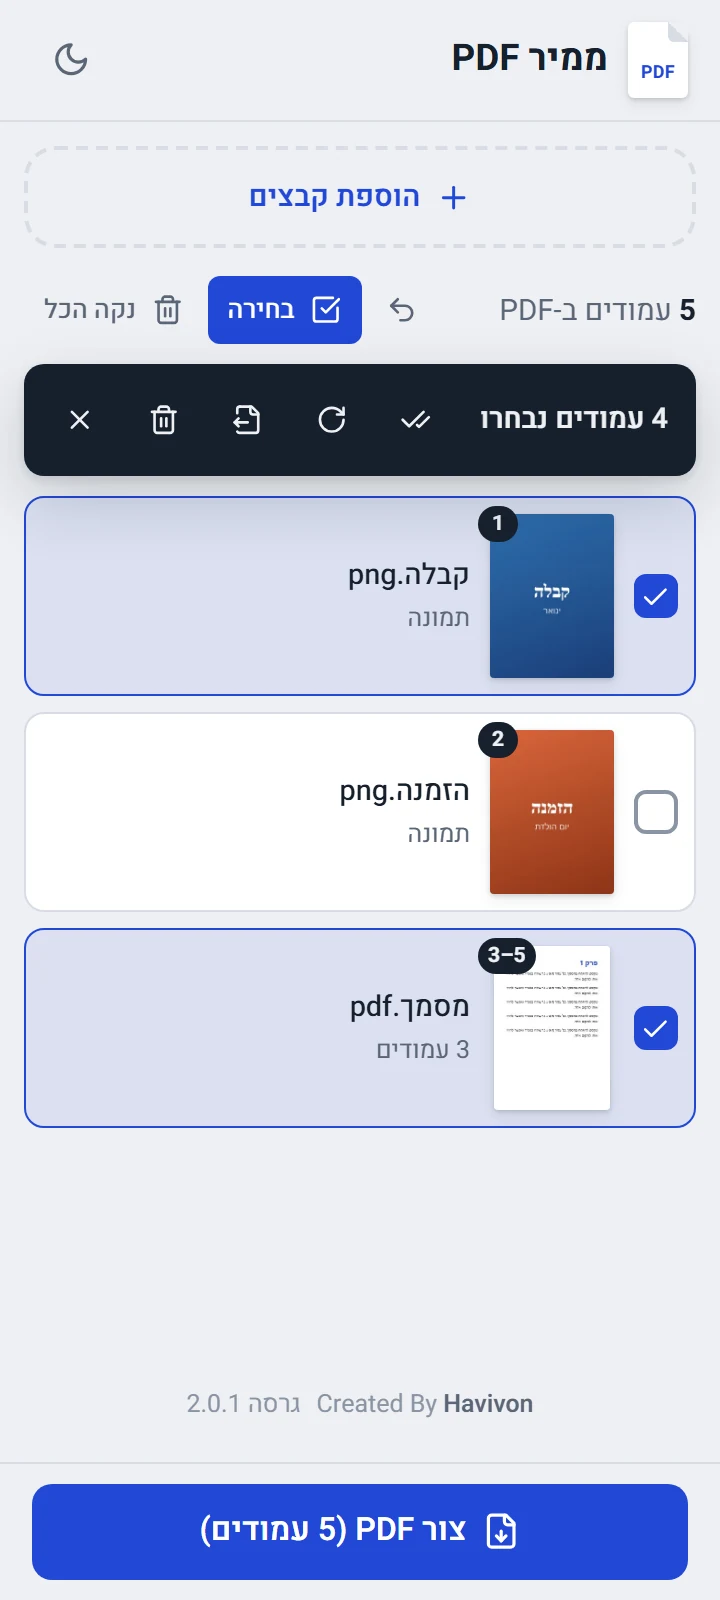 ממיר PDF
PDF
הוספת קבצים
5 עמודים ב-PDF
בחירה
נקה הכל
4 עמודים נבחרו
1
קבלה
ינואר
קבלה.png
תמונה
2
הזמנה
יום הולדת
הזמנה.png
תמונה
3–5
פרק 1
מסמך.pdf
3 עמודים
Created By Havivon גרסה 2.0.1
צור PDF (5 עמודים)